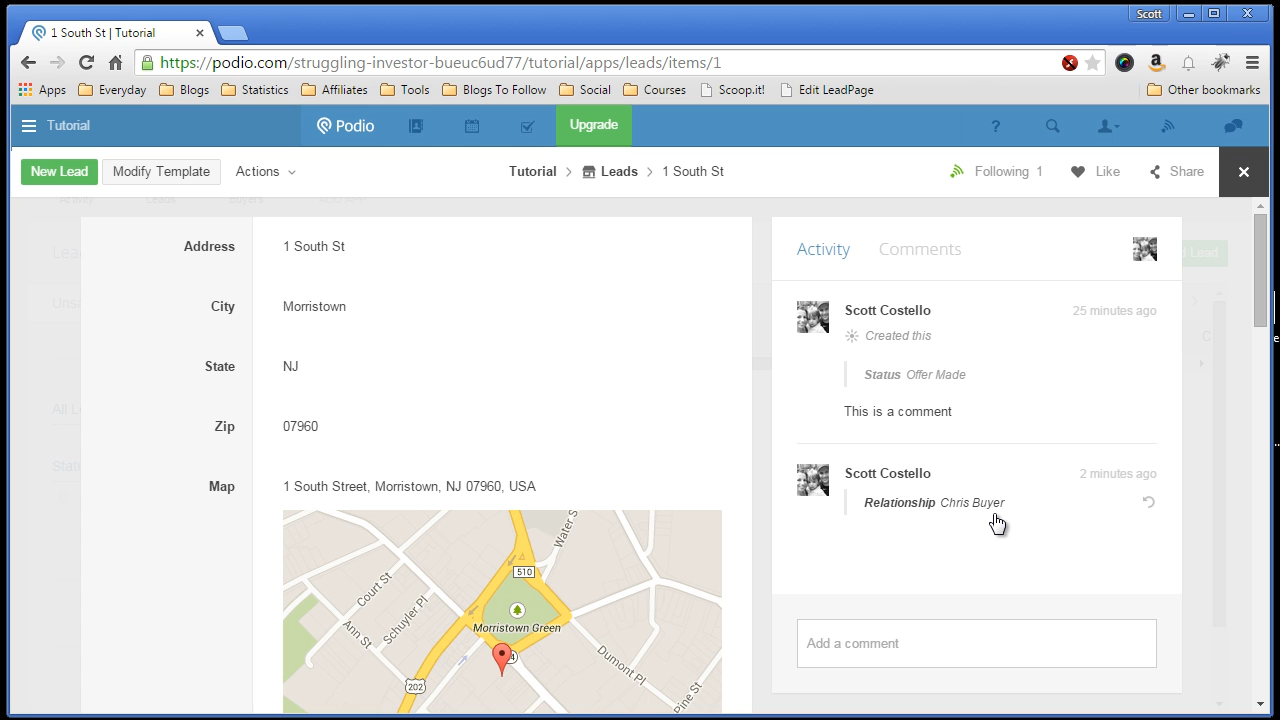 Scott
1 South St | Tutorial
https://podio.com/struggling-investor-bueuc6ud77/tutorial/apps/leads/items/1
Apps Everyday Blogs Statistics Affiliates Tools Blogs To Follow Social Courses Scoop.it! Edit LeadPage Other bookmarks
Tutorial Podio Upgrade ?
New Lead Modify Template Actions Tutorial > Leads > 1 South St Following 1 Like Share
Activity Leads Buyers
Address 1 South St
City Morristown
State NJ
Zip 07960
Map 1 South Street, Morristown, NJ 07960, USA
Water S
510
Court St
Schuyler Pl
Ann St
Morristown Green
Dumont Pl
202
Pine St
Activity Comments
Lead
Scott Costello 25 minutes ago
Created this
Status Offer Made
This is a comment
Scott Costello 2 minutes ago
Relationship Chris Buyer
Add a comment